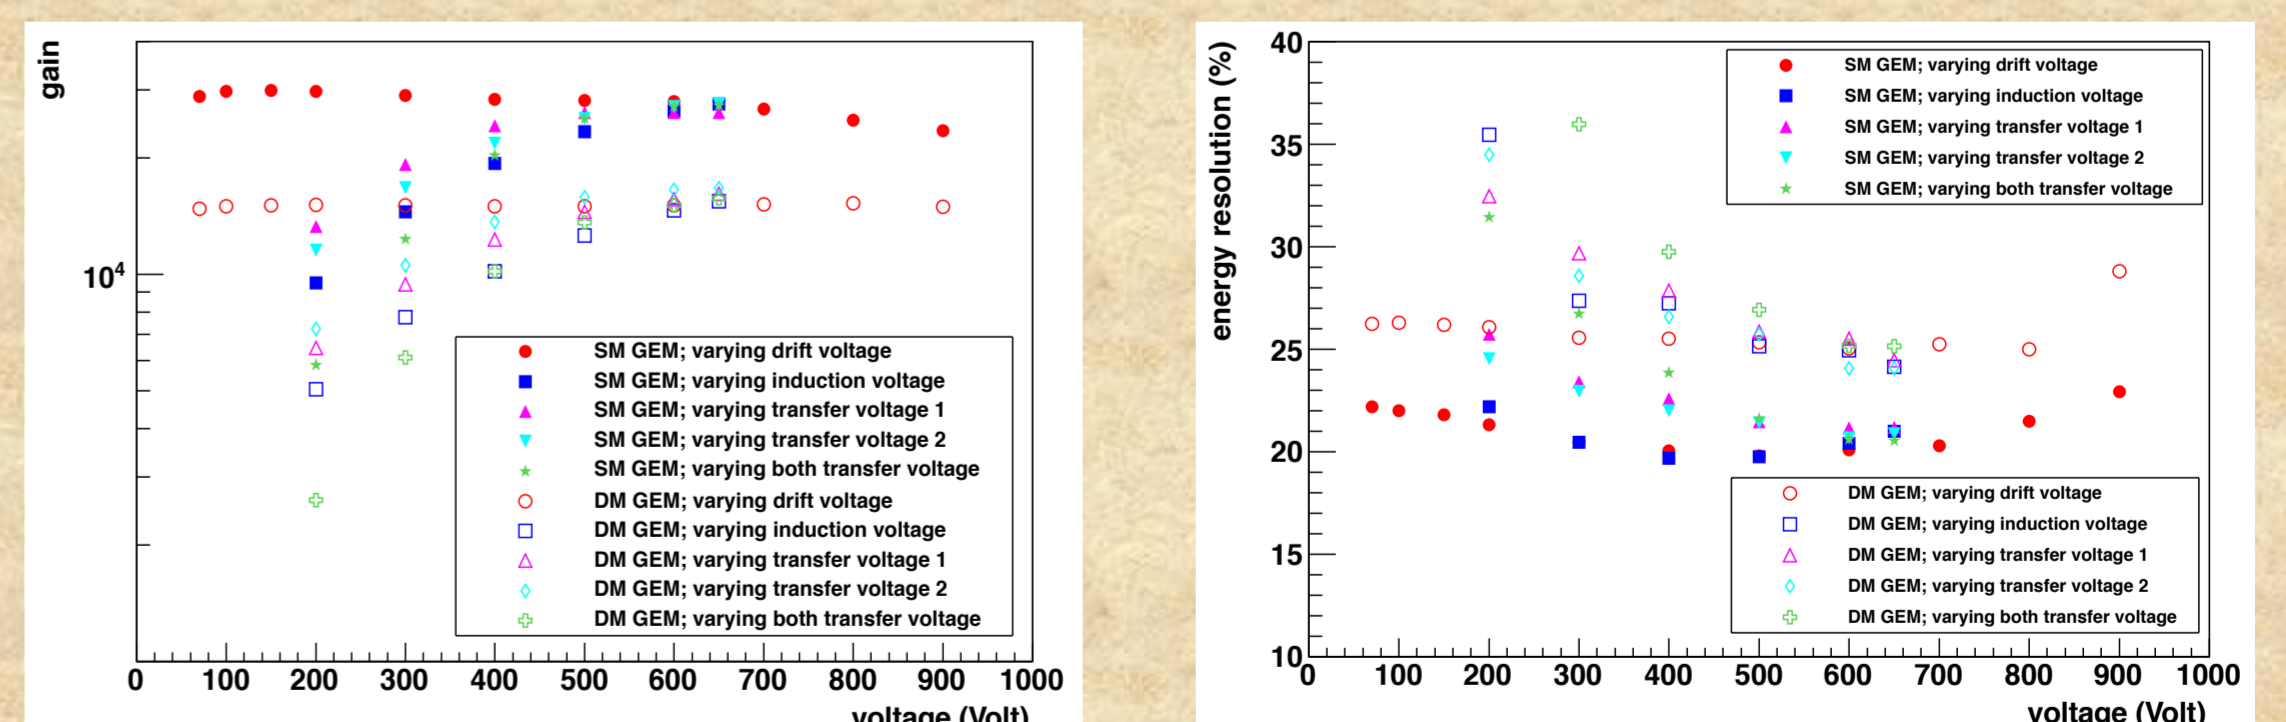 gain
10⁴
SM GEM; varying drift voltage
SM GEM; varying induction voltage
SM GEM; varying transfer voltage 1
SM GEM; varying transfer voltage 2
SM GEM; varying both transfer voltage
DM GEM; varying drift voltage
DM GEM; varying induction voltage
DM GEM; varying transfer voltage 1
DM GEM; varying transfer voltage 2
DM GEM; varying both transfer voltage
0 100 200 300 400 500 600 700 800 900 1000
voltage (Volt)
energy resolution (%)
40
35
30
25
20
15
10
SM GEM; varying drift voltage
SM GEM; varying induction voltage
SM GEM; varying transfer voltage 1
SM GEM; varying transfer voltage 2
SM GEM; varying both transfer voltage
DM GEM; varying drift voltage
DM GEM; varying induction voltage
DM GEM; varying transfer voltage 1
DM GEM; varying transfer voltage 2
DM GEM; varying both transfer voltage
0 100 200 300 400 500 600 700 800 900 1000
voltage (Volt)